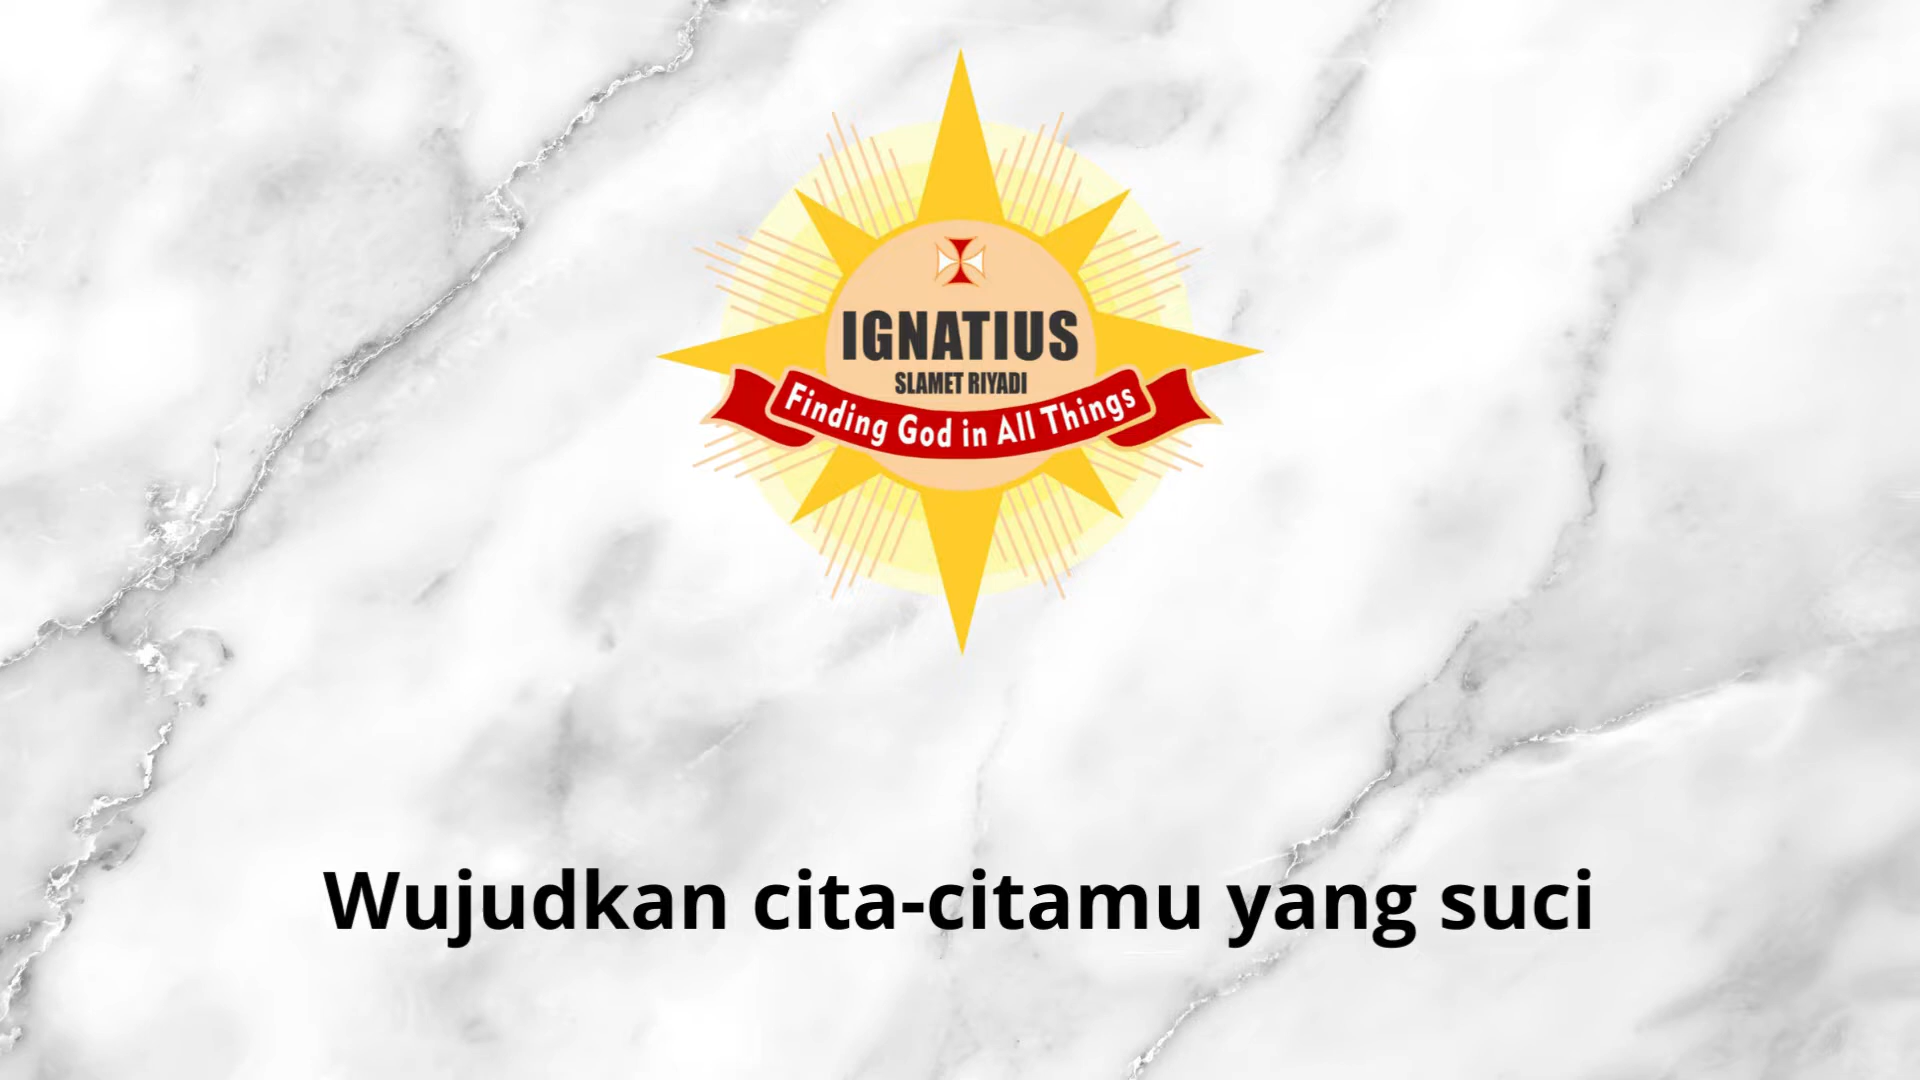 IGNATIUS
SLAMET RIYADI
Finding God in All Things
Wujudkan cita-citamu yang suci